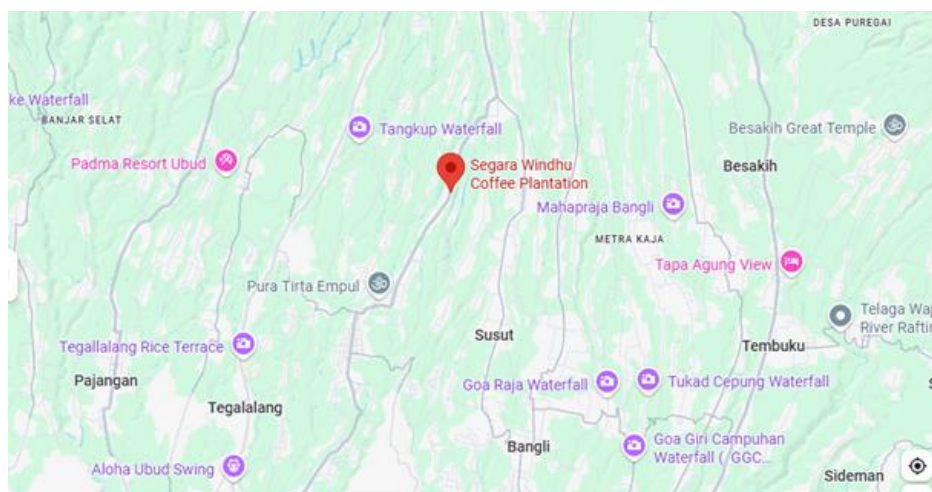 DESA PUREGAI
ke Waterfall
BANJAR SELAT
Tangkup Waterfall
Besakih Great Temple
Padma Resort Ubud
Segara Windhu
Coffee Plantation
Besakih
Mahapraja Bangli
METRA KAJA
Tapa Agung View
Pura Tirta Empul
Telaga Waj
River Raftin
Susut
Tegallalang Rice Terrace
Tembuku
Pajangan
Goa Raja Waterfall
Tukad Cepung Waterfall
Tegalalang
Bangli
Goa Giri Campuhan
Waterfall ( GGC...
Aloha Ubud Swing
Sideman